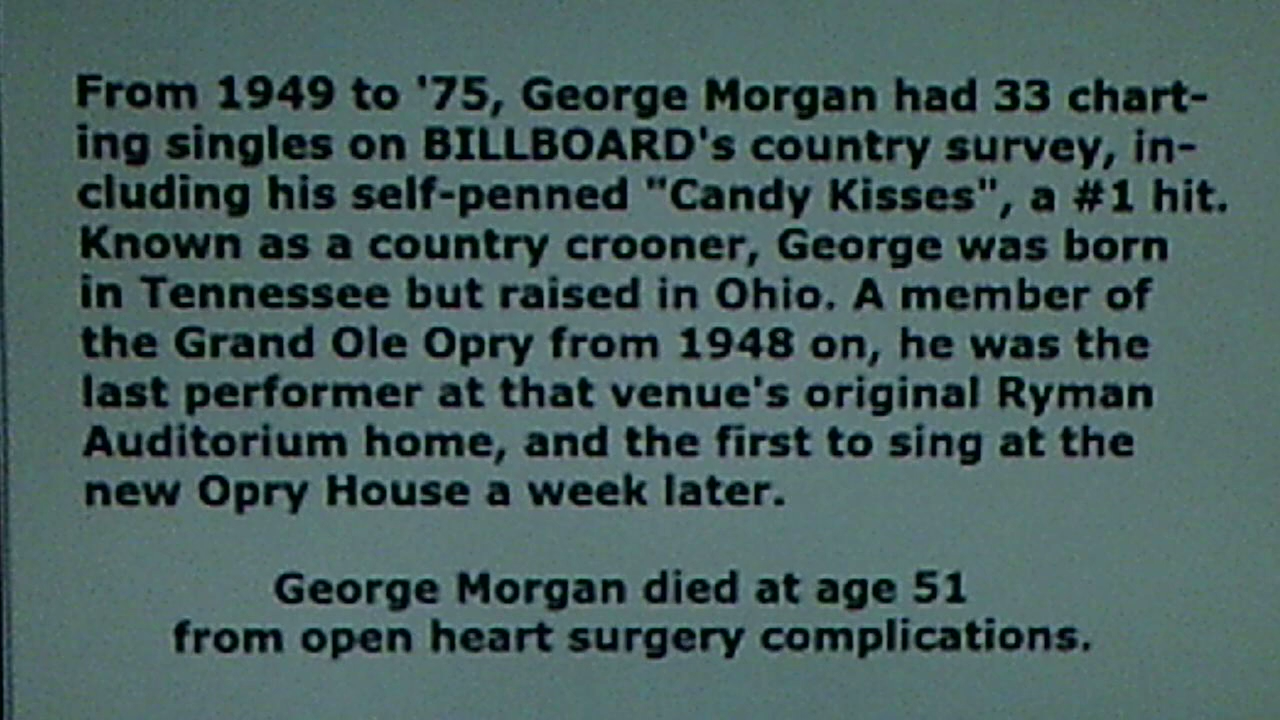 From 1949 to '75, George Morgan had 33 chart-
ing singles on BILLBOARD's country survey, in-
cluding his self-penned "Candy Kisses", a #1 hit.
Known as a country crooner, George was born
in Tennessee but raised in Ohio. A member of
the Grand Ole Opry from 1948 on, he was the
last performer at that venue's original Ryman
Auditorium home, and the first to sing at the
new Opry House a week later.
George Morgan died at age 51
from open heart surgery complications.